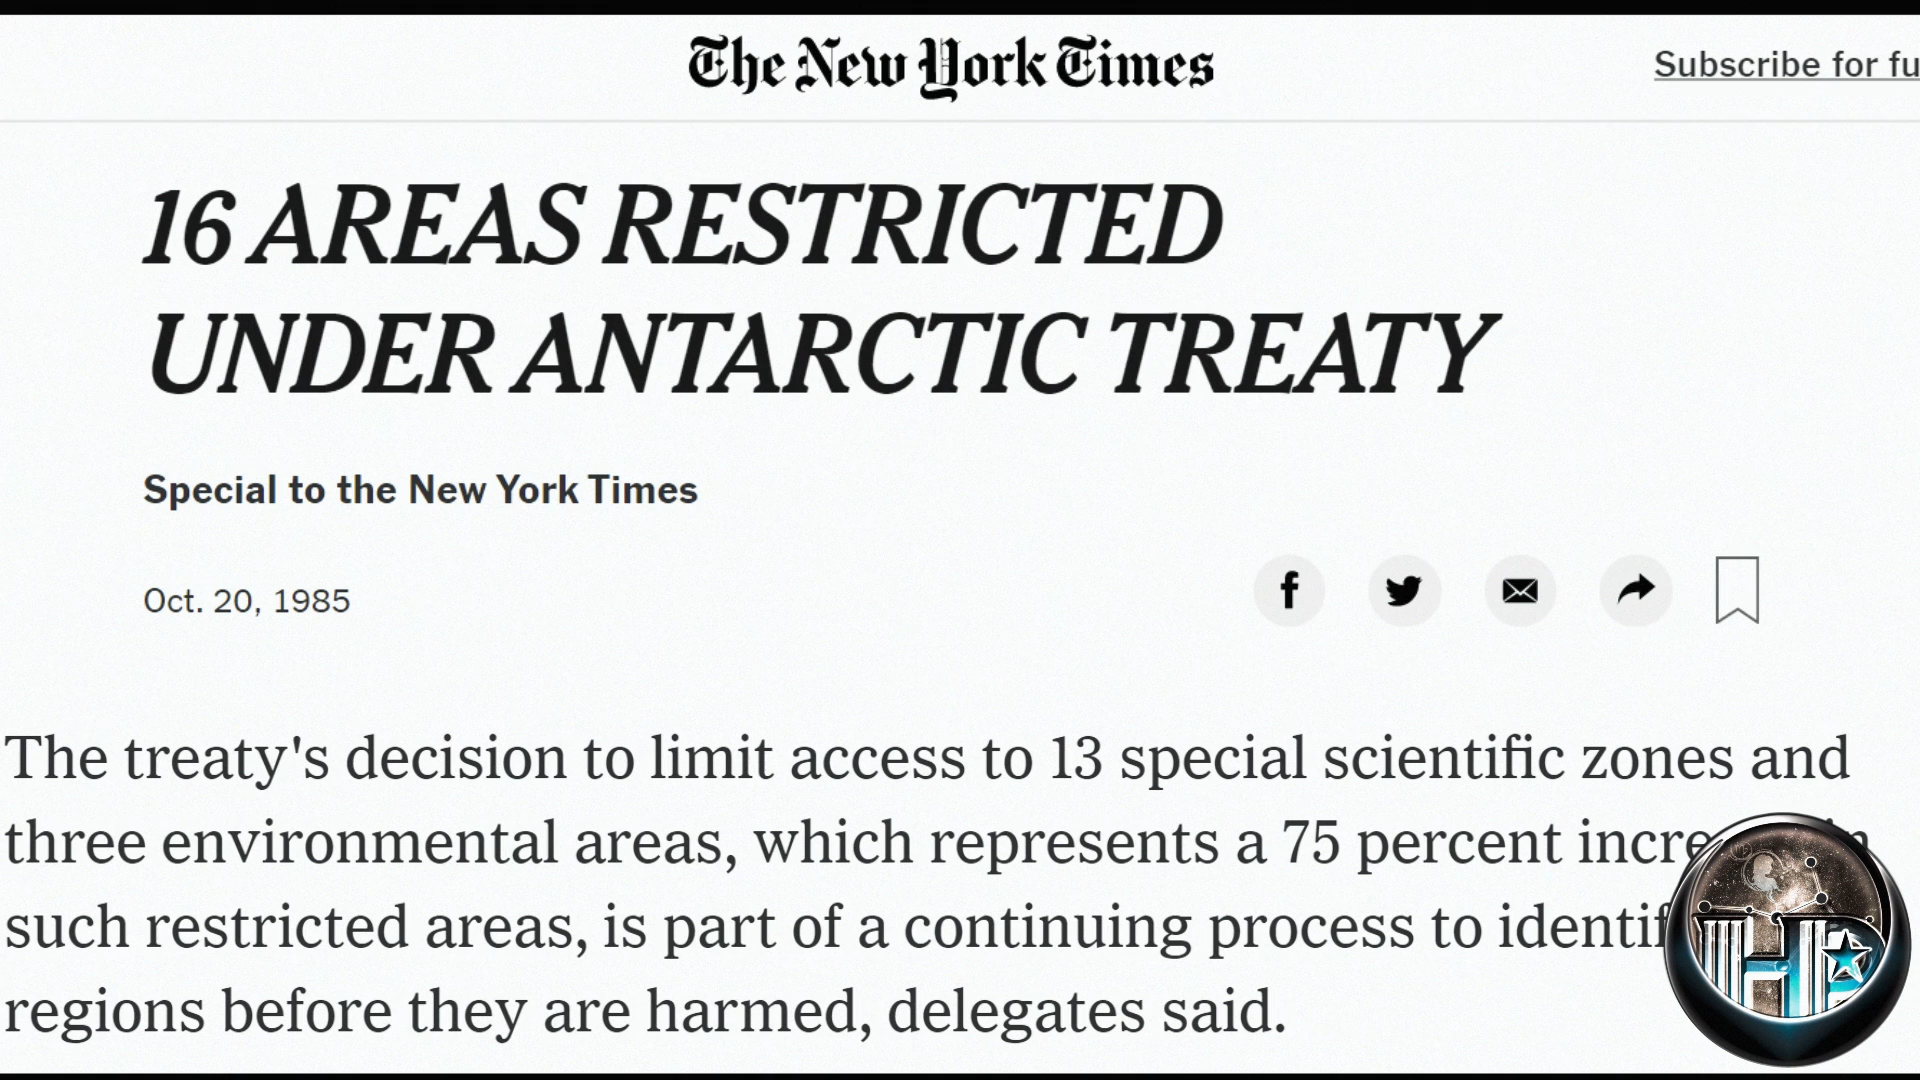 The New York Times
Subscribe for fu
16 AREAS RESTRICTED
UNDER ANTARCTIC TREATY
Special to the New York Times
Oct. 20, 1985
The treaty's decision to limit access to 13 special scientific zones and
three environmental areas, which represents a 75 percent in
such restricted areas, is part of a continuing process to
regions before they are harmed, delegates said.
HP